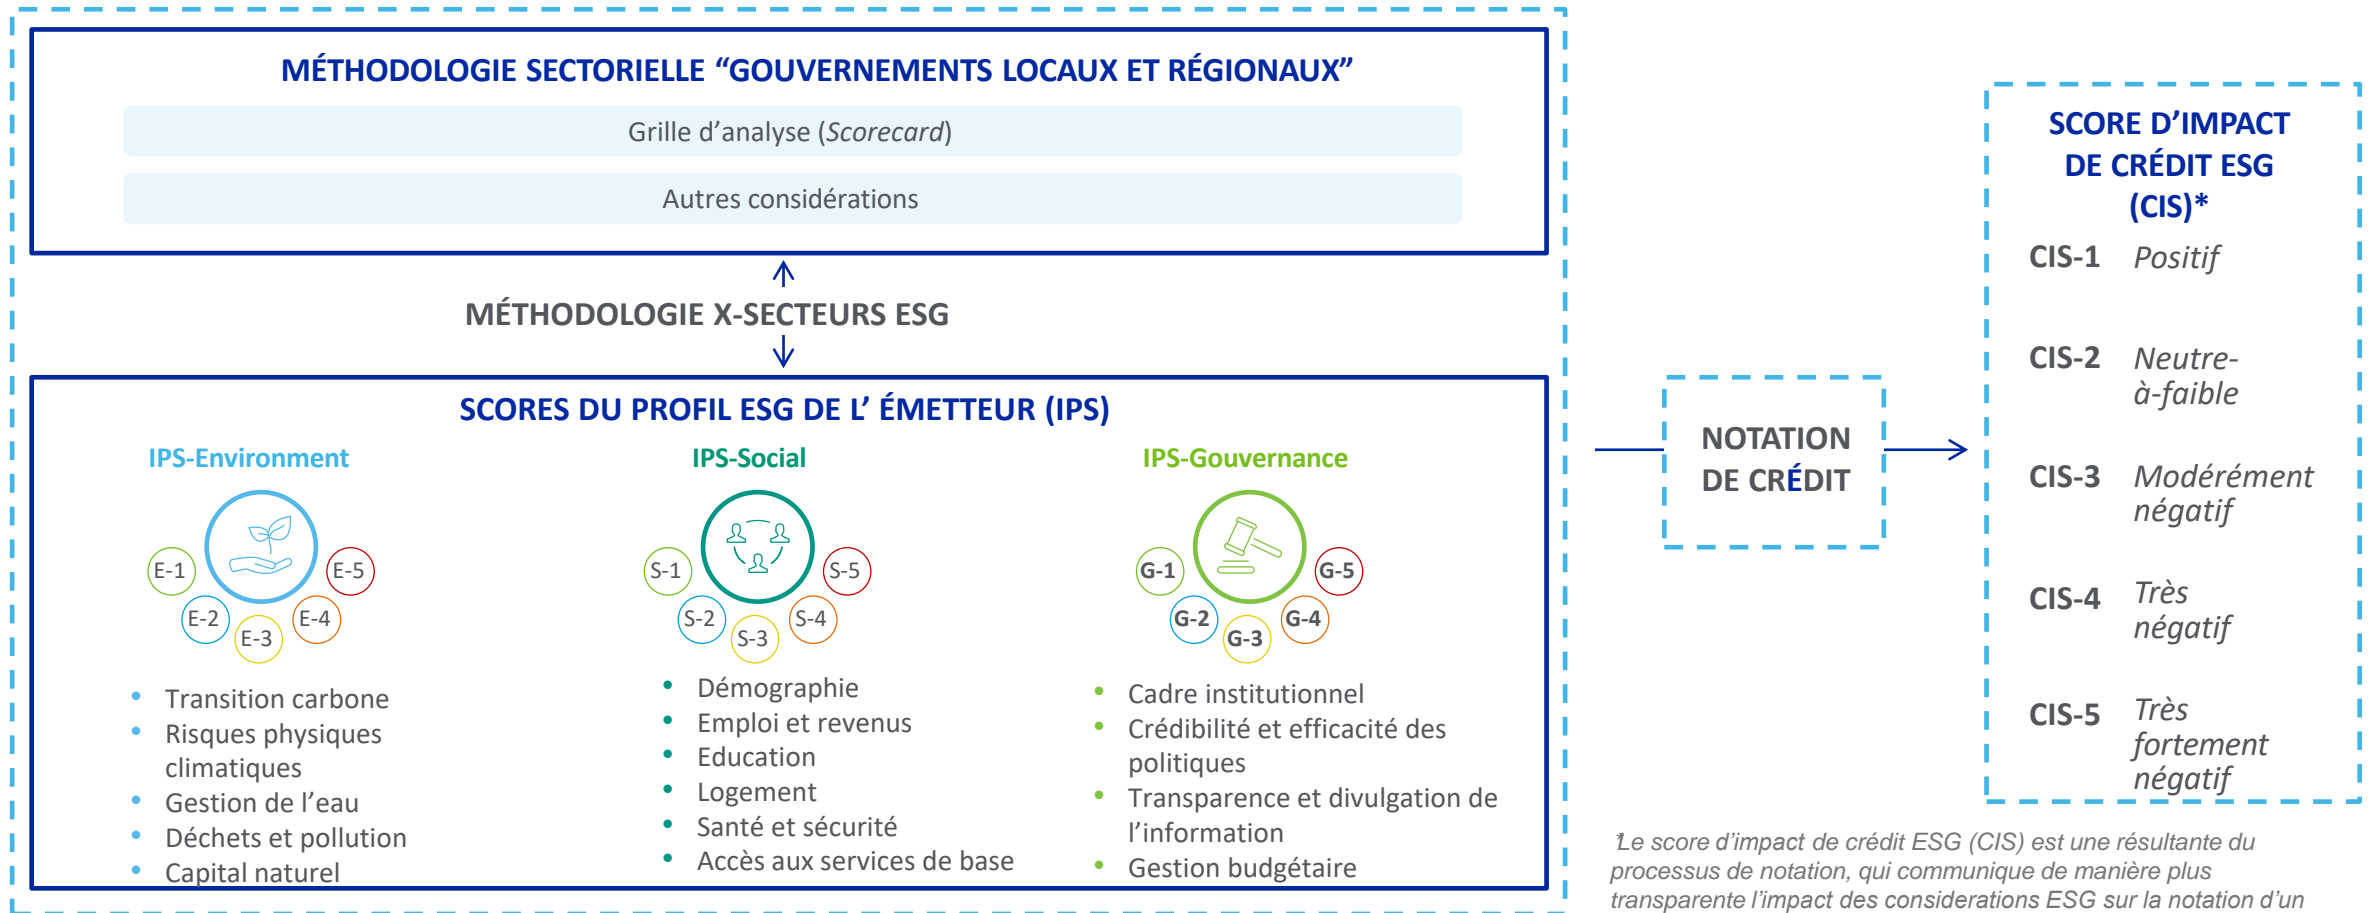 MÉTHODOLOGIE SECTORIELLE “GOUVERNEMENTS LOCAUX ET RÉGIONAUX”
Grille d’analyse (Scorecard)
Autres considérations
MÉTHODOLOGIE X-SECTEURS ESG
SCORES DU PROFIL ESG DE L’ ÉMETTEUR (IPS)
IPS-Environment
E-1
E-2
E-3
E-4
E-5
• Transition carbone
• Risques physiques
climatiques
• Gestion de l’eau
• Déchets et pollution
• Capital naturel
IPS-Social
S-1
S-2
S-3
S-4
S-5
• Démographie
• Emploi et revenus
• Education
• Logement
• Santé et sécurité
• Accès aux services de base
IPS-Gouvernance
G-1
G-2
G-3
G-4
G-5
• Cadre institutionnel
• Crédibilité et efficacité des
politiques
• Transparence et divulgation de
l’information
• Gestion budgétaire
NOTATION
DE CRÉDIT
SCORE D’IMPACT
DE CRÉDIT ESG
(CIS)*
CIS-1 Positif
CIS-2 Neutre-
à-faible
CIS-3 Modérément
négatif
CIS-4 Très
négatif
CIS-5 Très
fortement
négatif
*Le score d’impact de crédit ESG (CIS) est une résultante du
processus de notation, qui communique de manière plus
transparente l’impact des considerations ESG sur la notation d’un